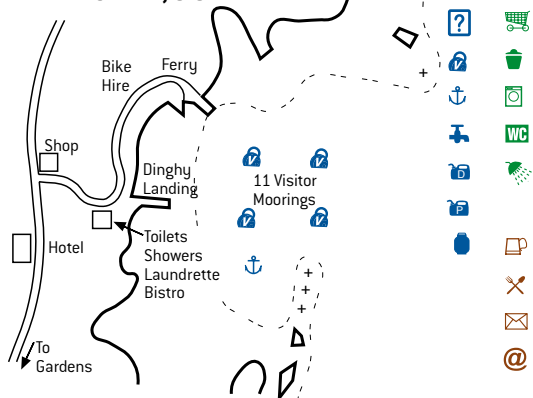 Bike
Hire
Ferry
Shop
Dinghy
Landing
11 Visitor
Moorings
Hotel
Toilets
Showers
Laundrette
Bistro
To
Gardens
?
V
V
V
V
V
D
P
WC
@